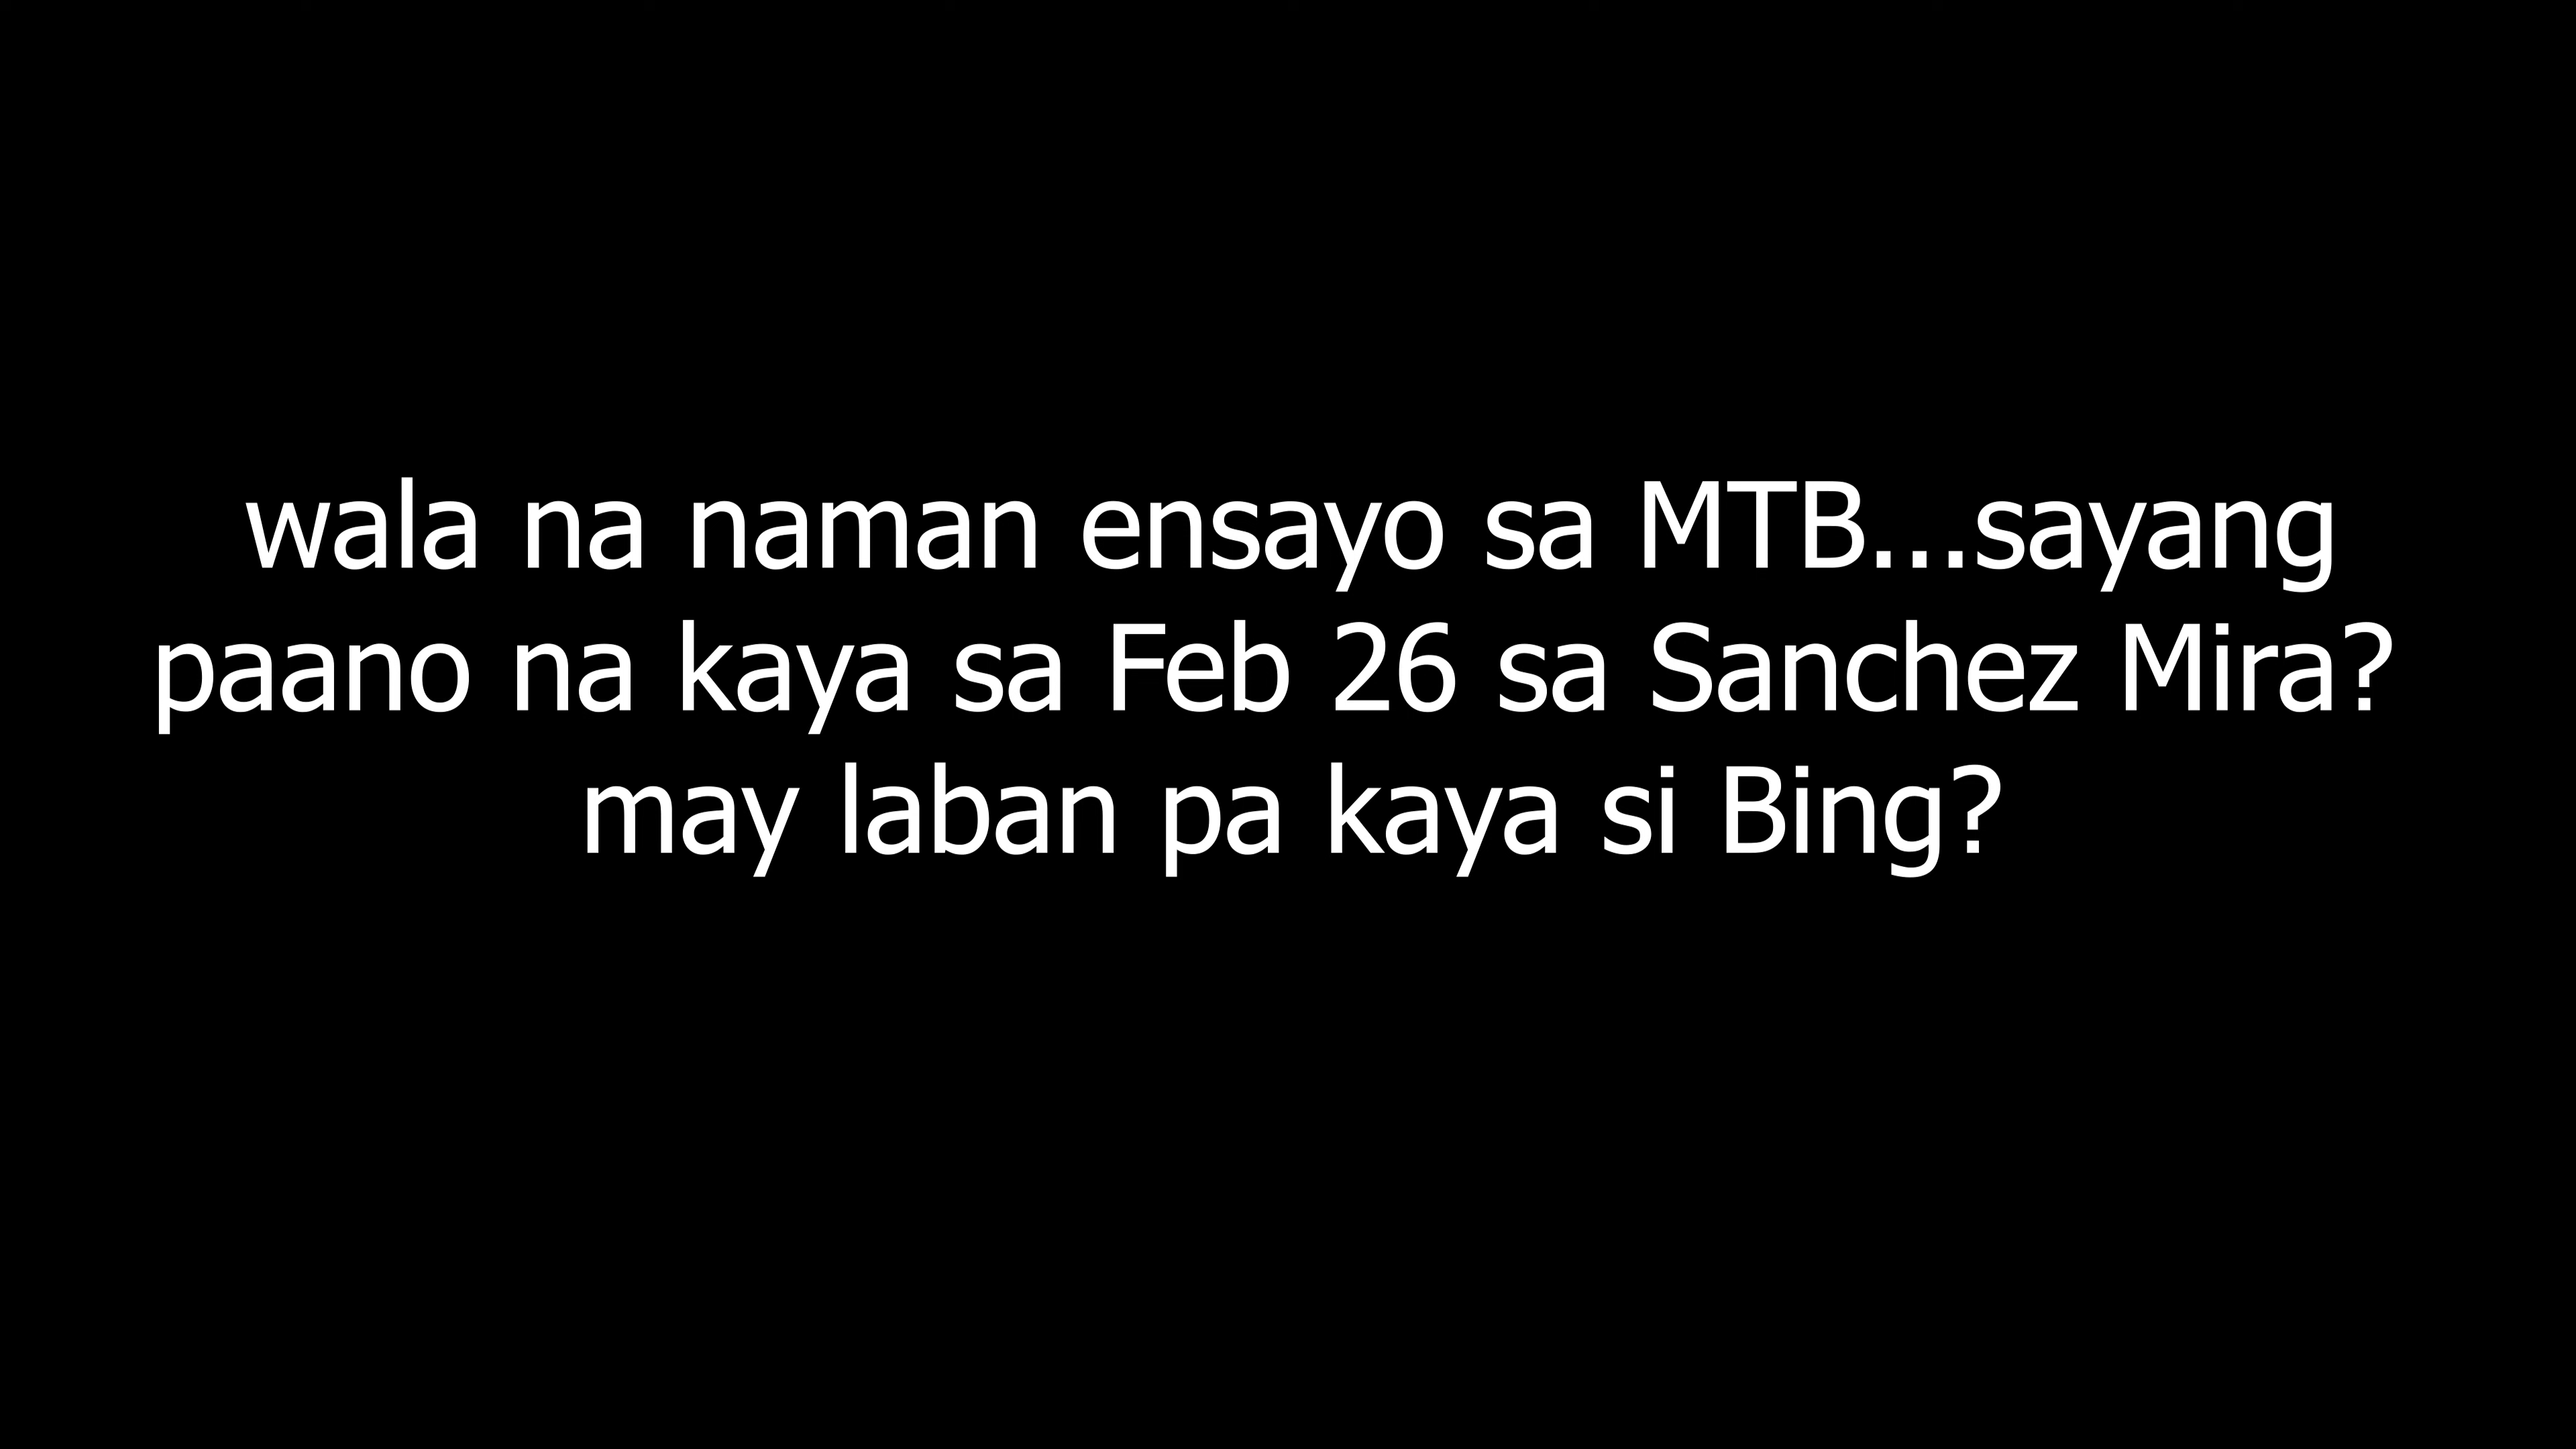 wala na naman ensayo sa MTB...sayang
paano na kaya sa Feb 26 sa Sanchez Mira?
may laban pa kaya si Bing?